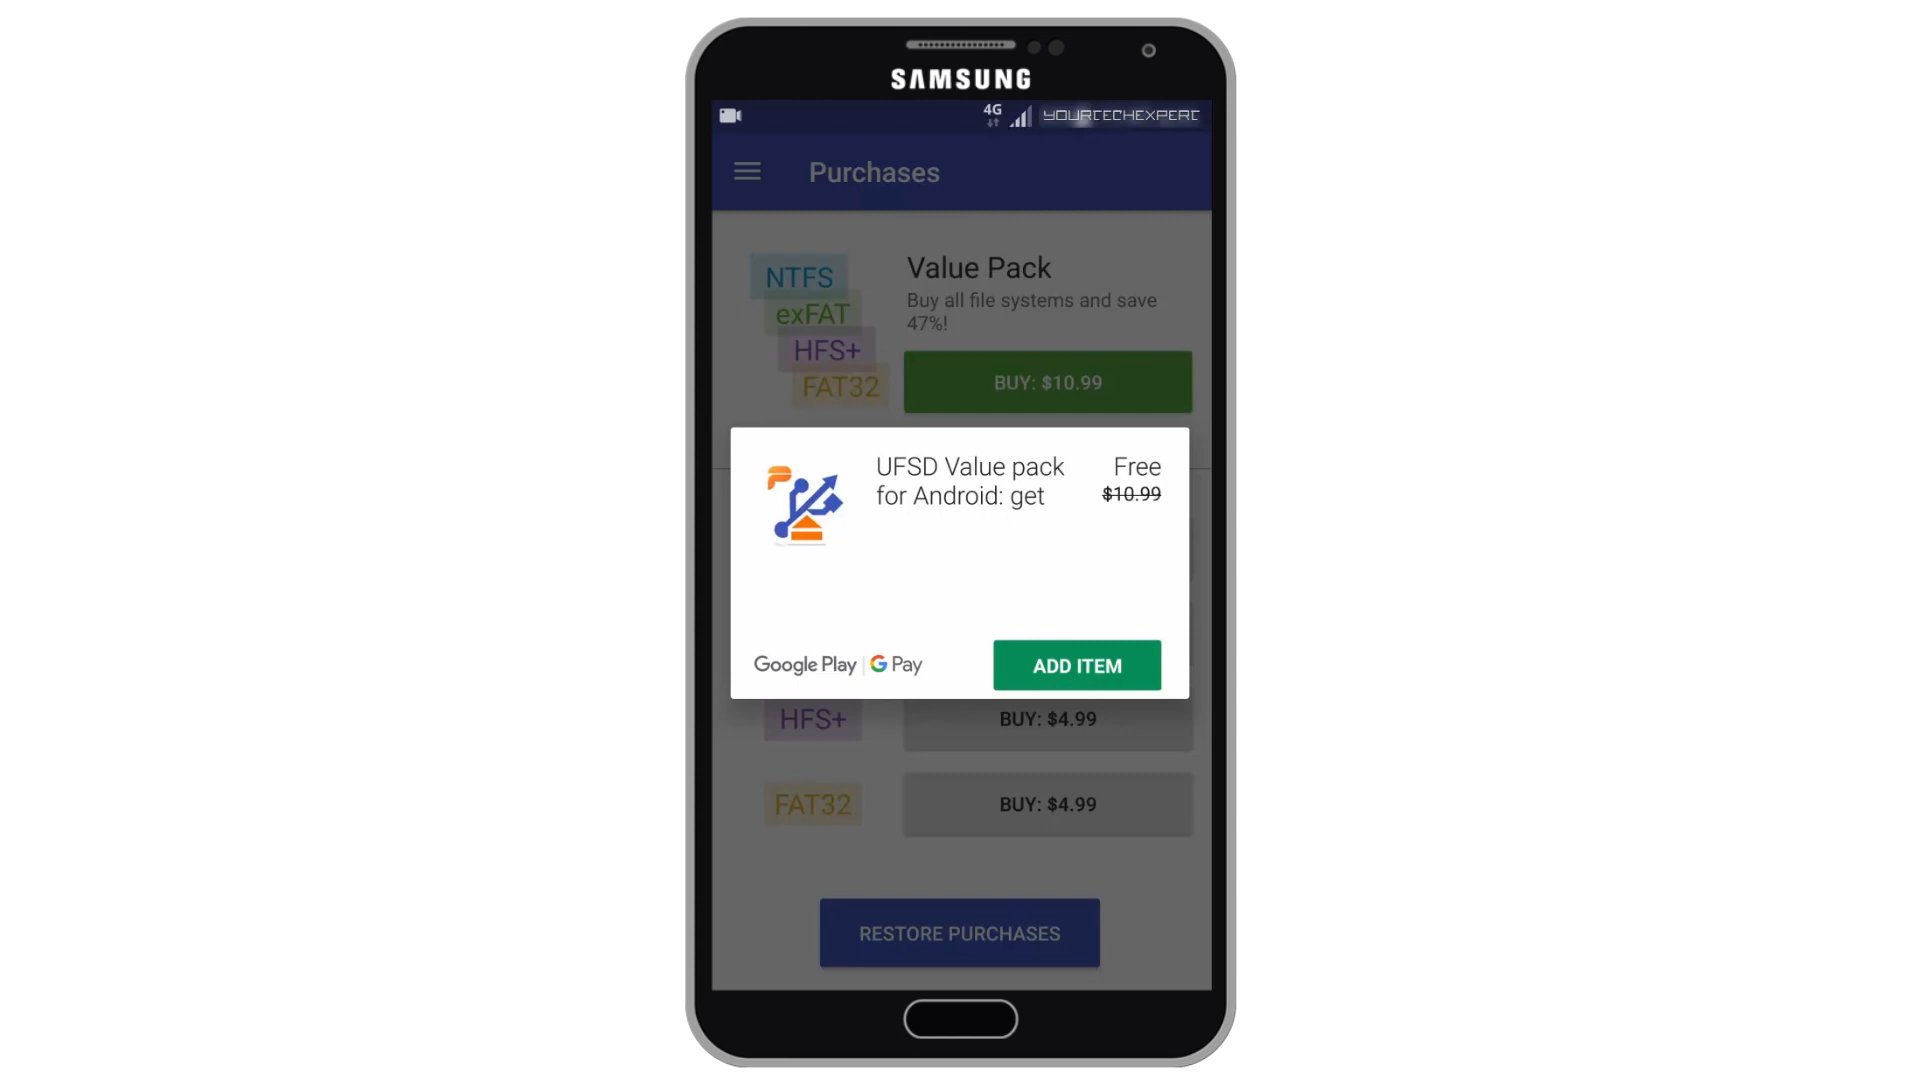 SAMSUNG
4G
YOURTECHEXPERT
Purchases
NTFS
exFAT
HFS+
FAT32
Value Pack
Buy all file systems and save
47%!
BUY: $10.99
UFSD Value pack
for Android: get
Free
$10.99
Google Play | G Pay
ADD ITEM
HFS+
BUY: $4.99
FAT32
BUY: $4.99
RESTORE PURCHASES